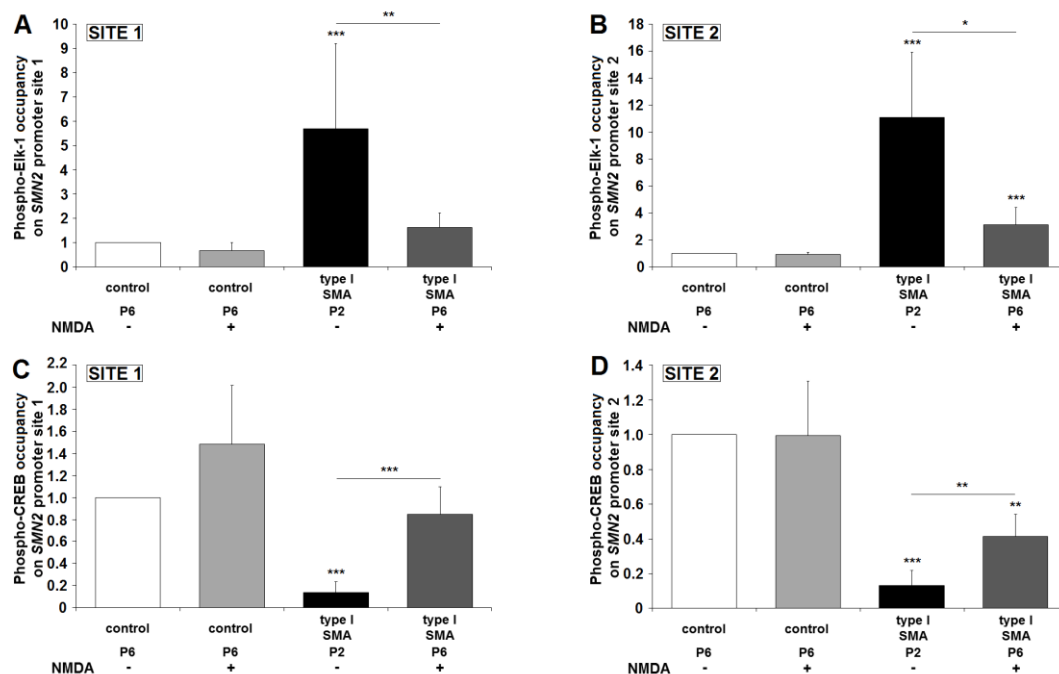 A
SITE 1
Phospho-Elk-1 occupancy
on SMN2 promoter site 1
10
9
8
7
6
5
4
3
2
1
0
***
**
control control type I type I
SMA SMA
P6 P6 P2 P6
NMDA - + - +
B
SITE 2
Phospho-Elk-1 occupancy
on SMN2 promoter site 2
18
16
14
12
10
8
6
4
2
0
***
*
***
control control type I type I
SMA SMA
P6 P6 P2 P6
NMDA - + - +
C
SITE 1
Phospho-CREB occupancy
on SMN2 promoter site 1
2.2
2.0
1.8
1.6
1.4
1.2
1.0
0.8
0.6
0.4
0.2
0
***
***
control control type I type I
SMA SMA
P6 P6 P2 P6
NMDA - + - +
D
SITE 2
Phospho-CREB occupancy
on SMN2 promoter site 2
1.4
1.2
1.0
0.8
0.6
0.4
0.2
0
**
**
***
control control type I type I
SMA SMA
P6 P6 P2 P6
NMDA - + - +